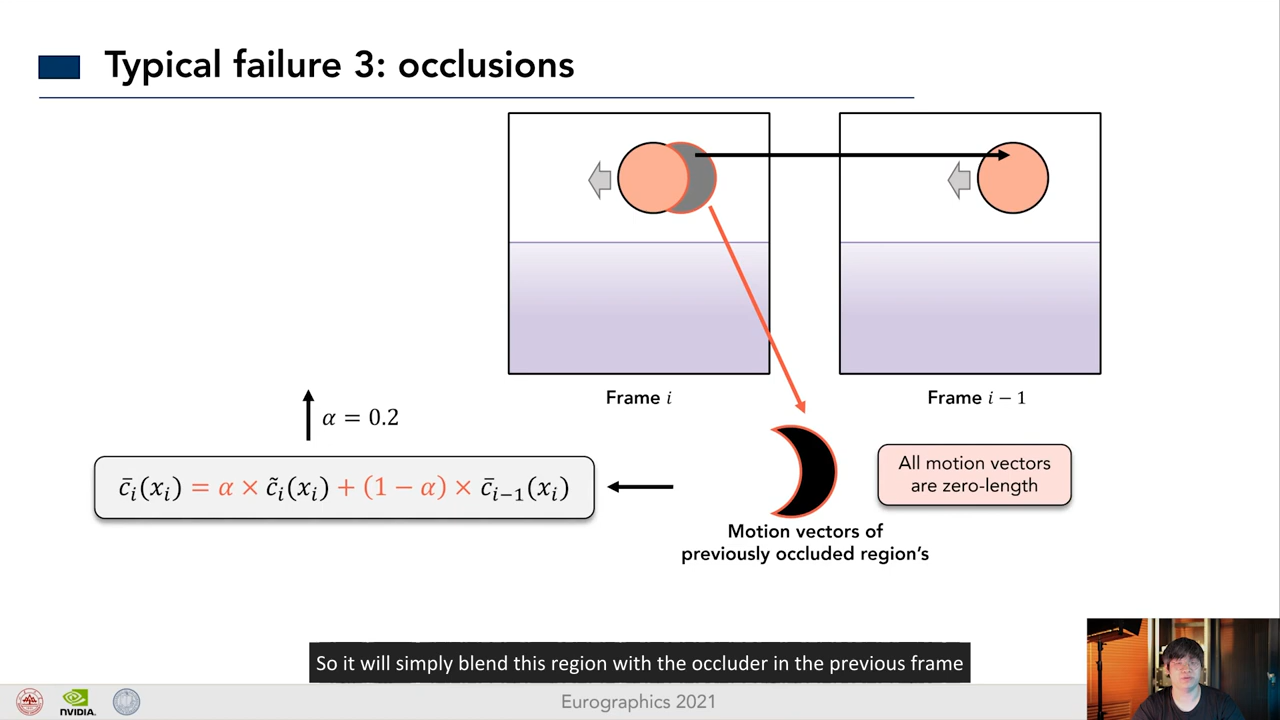 Typical failure 3: occlusions
Frame i
Frame i − 1
α = 0.2
c̄ᵢ(xᵢ) = α × c̃ᵢ(xᵢ) + (1 − α) × c̄ᵢ₋₁(xᵢ)
All motion vectors
are zero-length
Motion vectors of
previously occluded region's
So it will simply blend this region with the occluder in the previous frame
NVIDIA.
Eurographics 2021